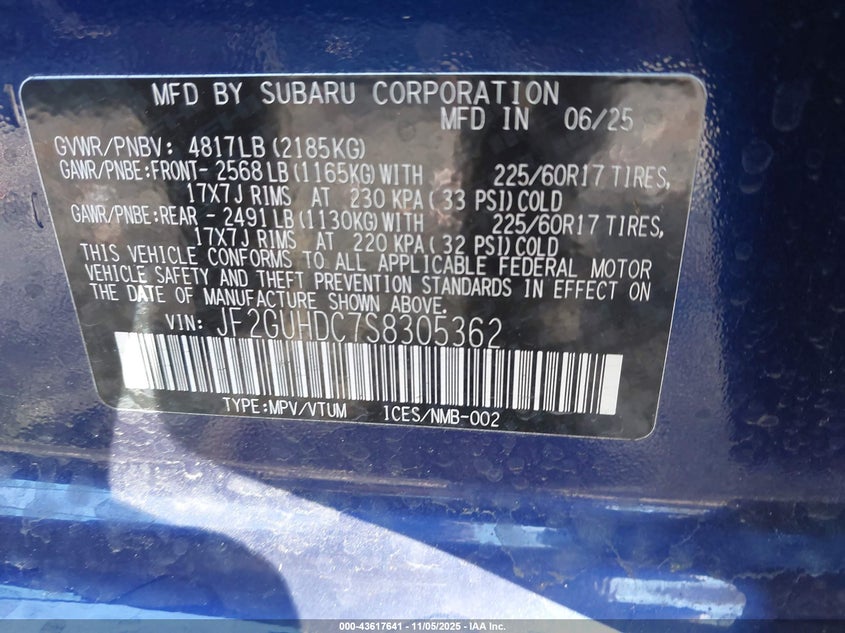 MFD BY SUBARU CORPORATION
MFD IN 06/25
GVWR/PNBV: 4817LB (2185KG)
GAWR/PNBE:FRONT- 2568 LB (1165KG) WITH 225/60R17 TIRES,
17X7J RIMS AT 230 KPA ( 33 PSI) COLD
GAWR/PNBE:REAR - 2491 LB (1130KG) WITH 225/60R17 TIRES,
17X7J RIMS AT 220 KPA ( 32 PSI) COLD
THIS VEHICLE CONFORMS TO ALL APPLICABLE FEDERAL MOTOR
VEHICLE SAFETY AND THEFT PREVENTION STANDARDS IN EFFECT ON
THE DATE OF MANUFACTURE SHOWN ABOVE.
VIN: JF2GUHDC7S8305362
TYPE:MPV/VTUM ICES/NMB-002
000-43617641 - 11/05/2025 - IAA Inc.